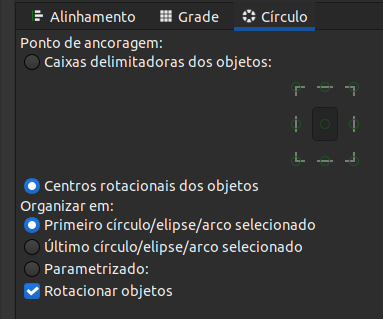 Alinhamento Grade Círculo
Ponto de ancoragem:
Caixas delimitadoras dos objetos:
Centros rotacionais dos objetos
Organizar em:
Primeiro círculo/elipse/arco selecionado
Último círculo/elipse/arco selecionado
Parametrizado:
Rotacionar objetos